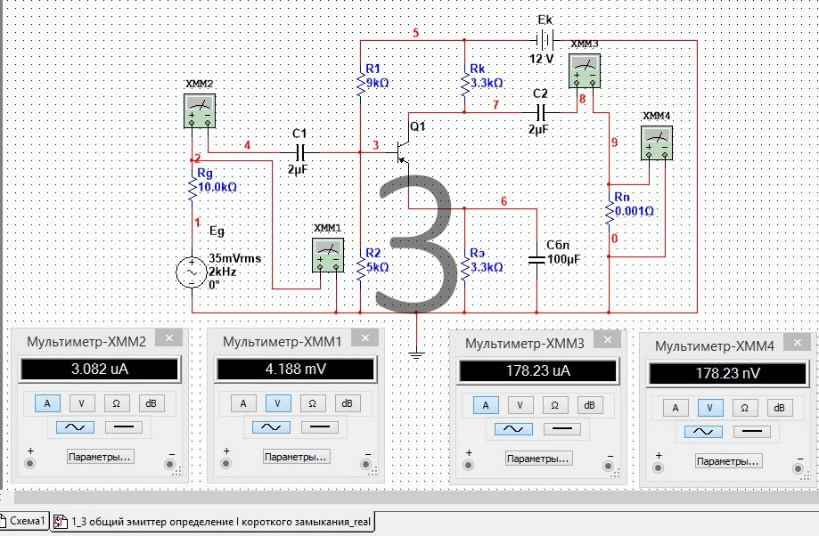 5
Ek
12 V
XMM3
R1
9kΩ
Rk
3.3kΩ
XMM2
C2
2µF
7
8
XMM4
Q1
4
C1
2µF
3
9
2
Rg
10.0kΩ
6
Rn
0.001Ω
1
Eg
XMM1
3
35mVrms
2kHz
0°
R2
5kΩ
Rэ
3.3kΩ
Cбл
100µF
0
Мультиметр-XMM2
3.082 uA
A V Ω dB
Параметры...
Мультиметр-XMM1
4.188 mV
A V Ω dB
Параметры...
Мультиметр-XMM3
178.23 uA
A V Ω dB
Параметры...
Мультиметр-XMM4
178.23 nV
A V Ω dB
Параметры...
Схема1
1_3 общий эмиттер определение I короткого замыкания_real